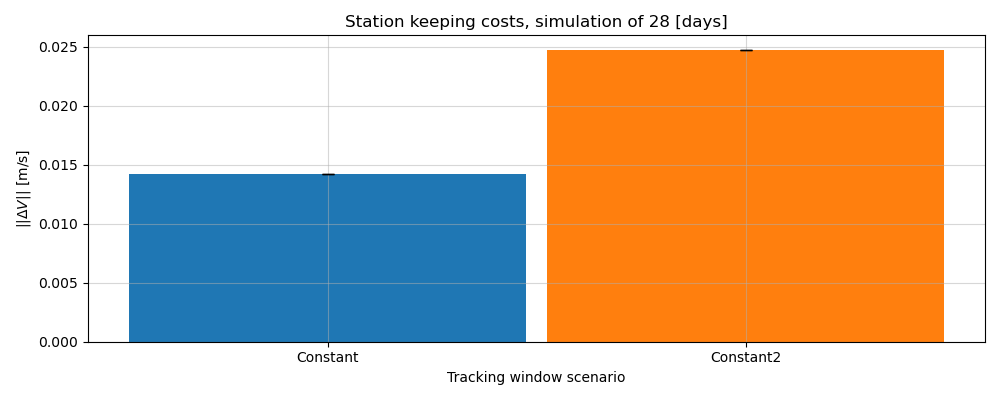 Station keeping costs, simulation of 28 [days]
0.025
0.020
0.015
0.010
0.005
0.000
||ΔV|| [m/s]
Constant
Constant2
Tracking window scenario